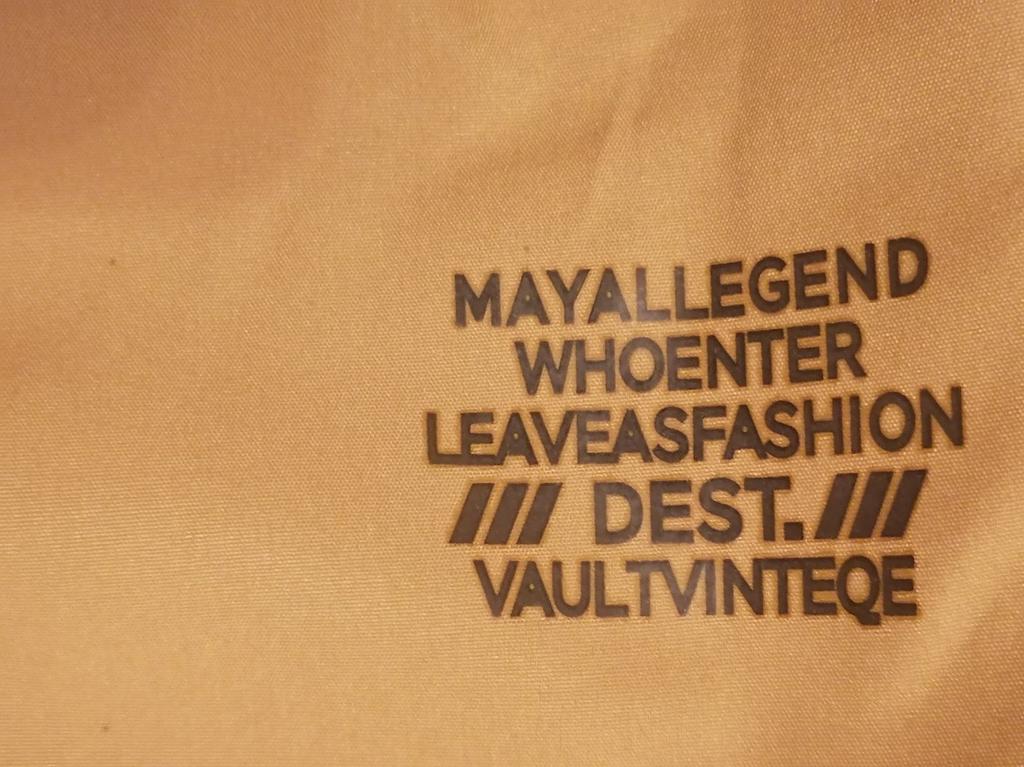 MAYALLEGEND
WHOENTER
LEAVEASFASHION
/// DEST. ///
VAULTVINTEQE